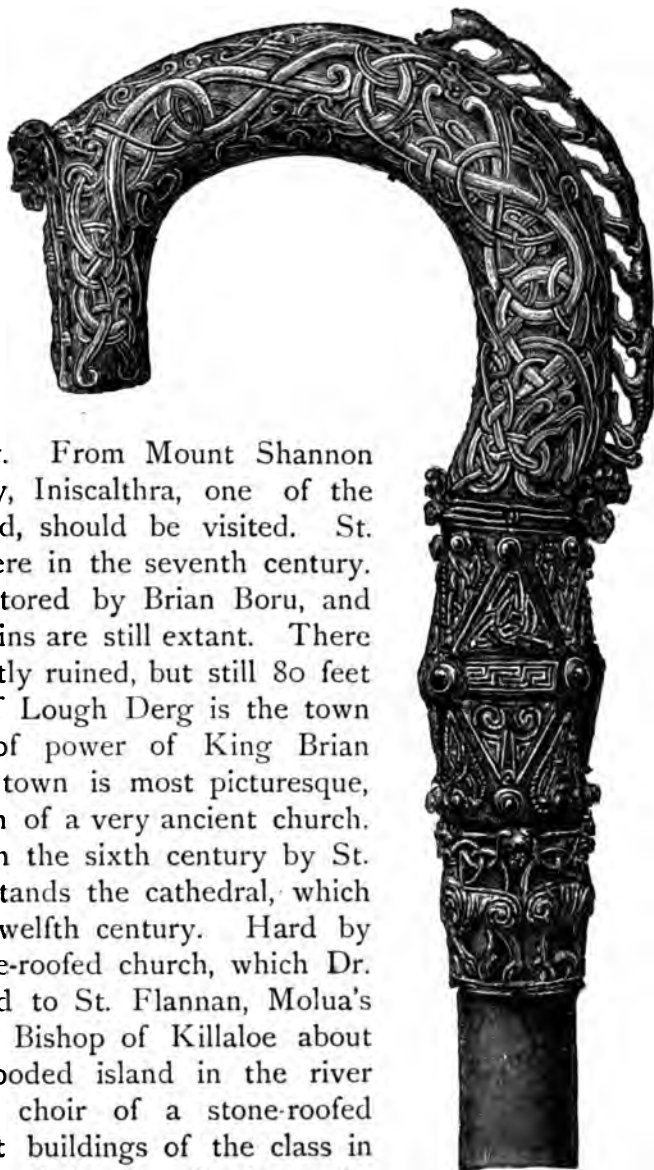 y. From Mount Shannon
y, Iniscalthra, one of the
d, should be visited. St.
ere in the seventh century.
tored by Brian Boru, and
ins are still extant. There
tly ruined, but still 80 feet
f Lough Derg is the town
of power of King Brian
town is most picturesque,
n of a very ancient church.
n the sixth century by St.
tands the cathedral, which
welfth century. Hard by
e-roofed church, which Dr.
d to St. Flannan, Molua's
Bishop of Killaloe about
ooded island in the river
choir of a stone-roofed
t buildings of the class in